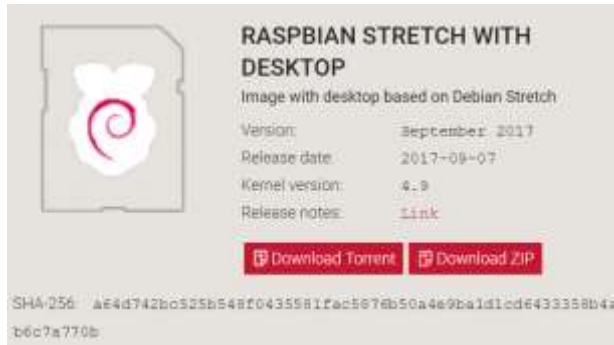 RASPBIAN STRETCH WITH
DESKTOP
Image with desktop based on Debian Stretch
Version: September 2017
Release date: 2017-09-07
Kernel version: 4.9
Release notes: Link
Download Torrent Download ZIP
SHA-256:
b6c7a770b